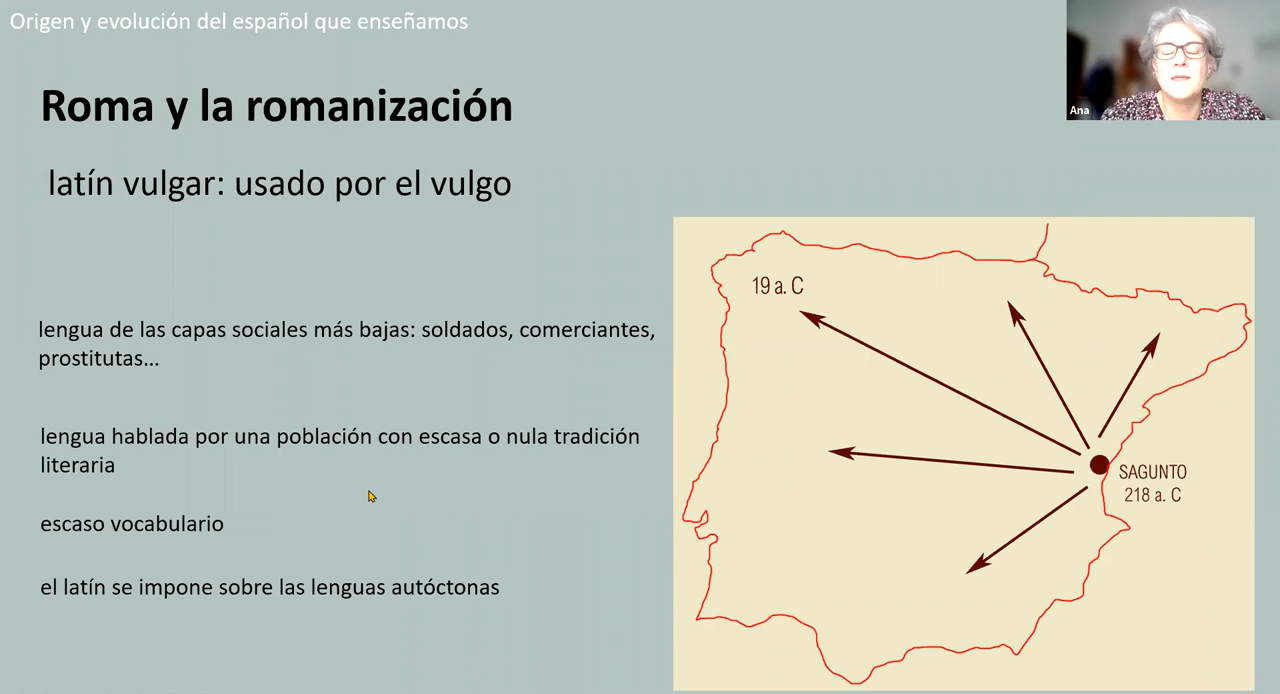 Origen y evolución del español que enseñamos
Ana
Roma y la romanización
latín vulgar: usado por el vulgo
lengua de las capas sociales más bajas: soldados, comerciantes,
prostitutas...
lengua hablada por una población con escasa o nula tradición
literaria
escaso vocabulario
el latín se impone sobre las lenguas autóctonas
19 a. C
SAGUNTO
218 a. C